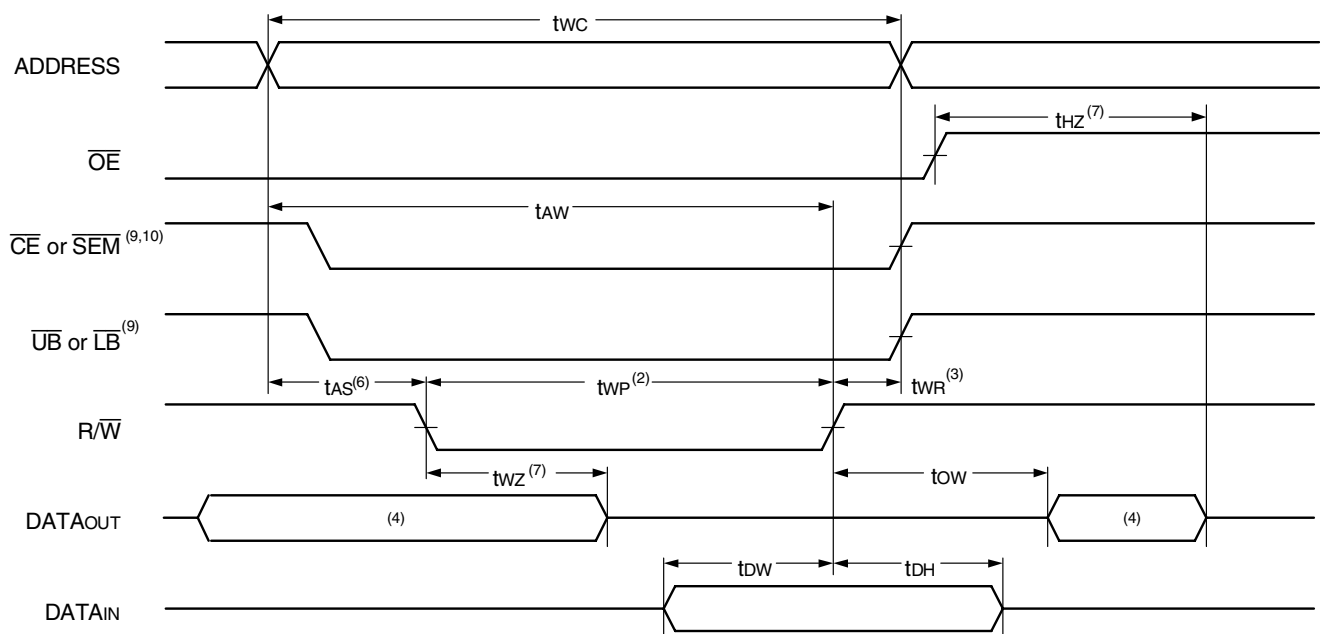 tWC
ADDRESS
tHZ(7)
OE
tAW
CE or SEM(9,10)
UB or LB(9)
tAS(6)
tWP(2)
tWR(3)
R/W
tWZ(7)
tOW
DATAOUT
(4)
(4)
tDW
tDH
DATAIN